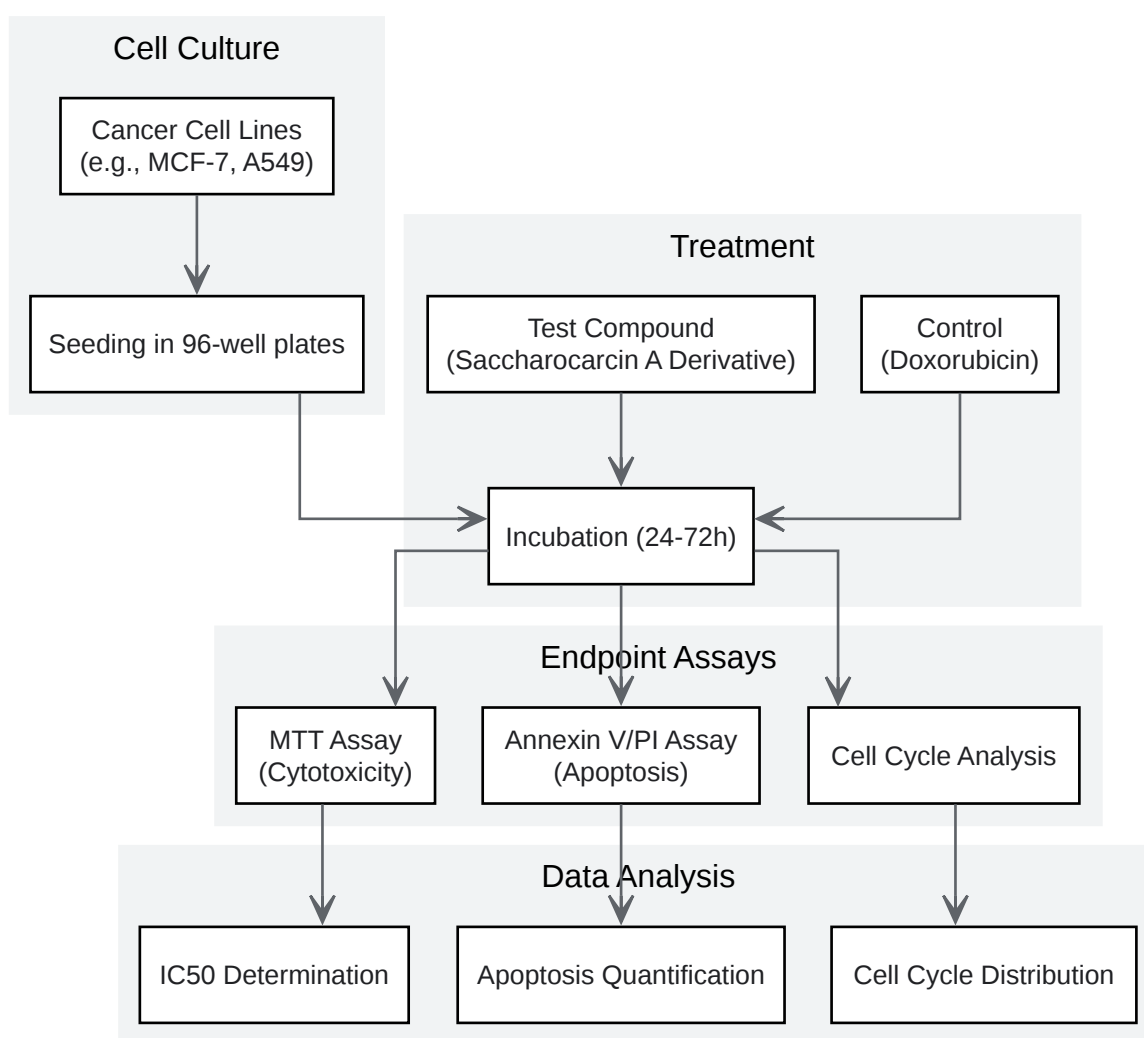 Cell Culture
Cancer Cell Lines
(e.g., MCF-7, A549)
Seeding in 96-well plates
Treatment
Test Compound
(Saccharocarcin A Derivative)
Control
(Doxorubicin)
Incubation (24-72h)
Endpoint Assays
MTT Assay
(Cytotoxicity)
Annexin V/PI Assay
(Apoptosis)
Cell Cycle Analysis
Data Analysis
IC50 Determination
Apoptosis Quantification
Cell Cycle Distribution